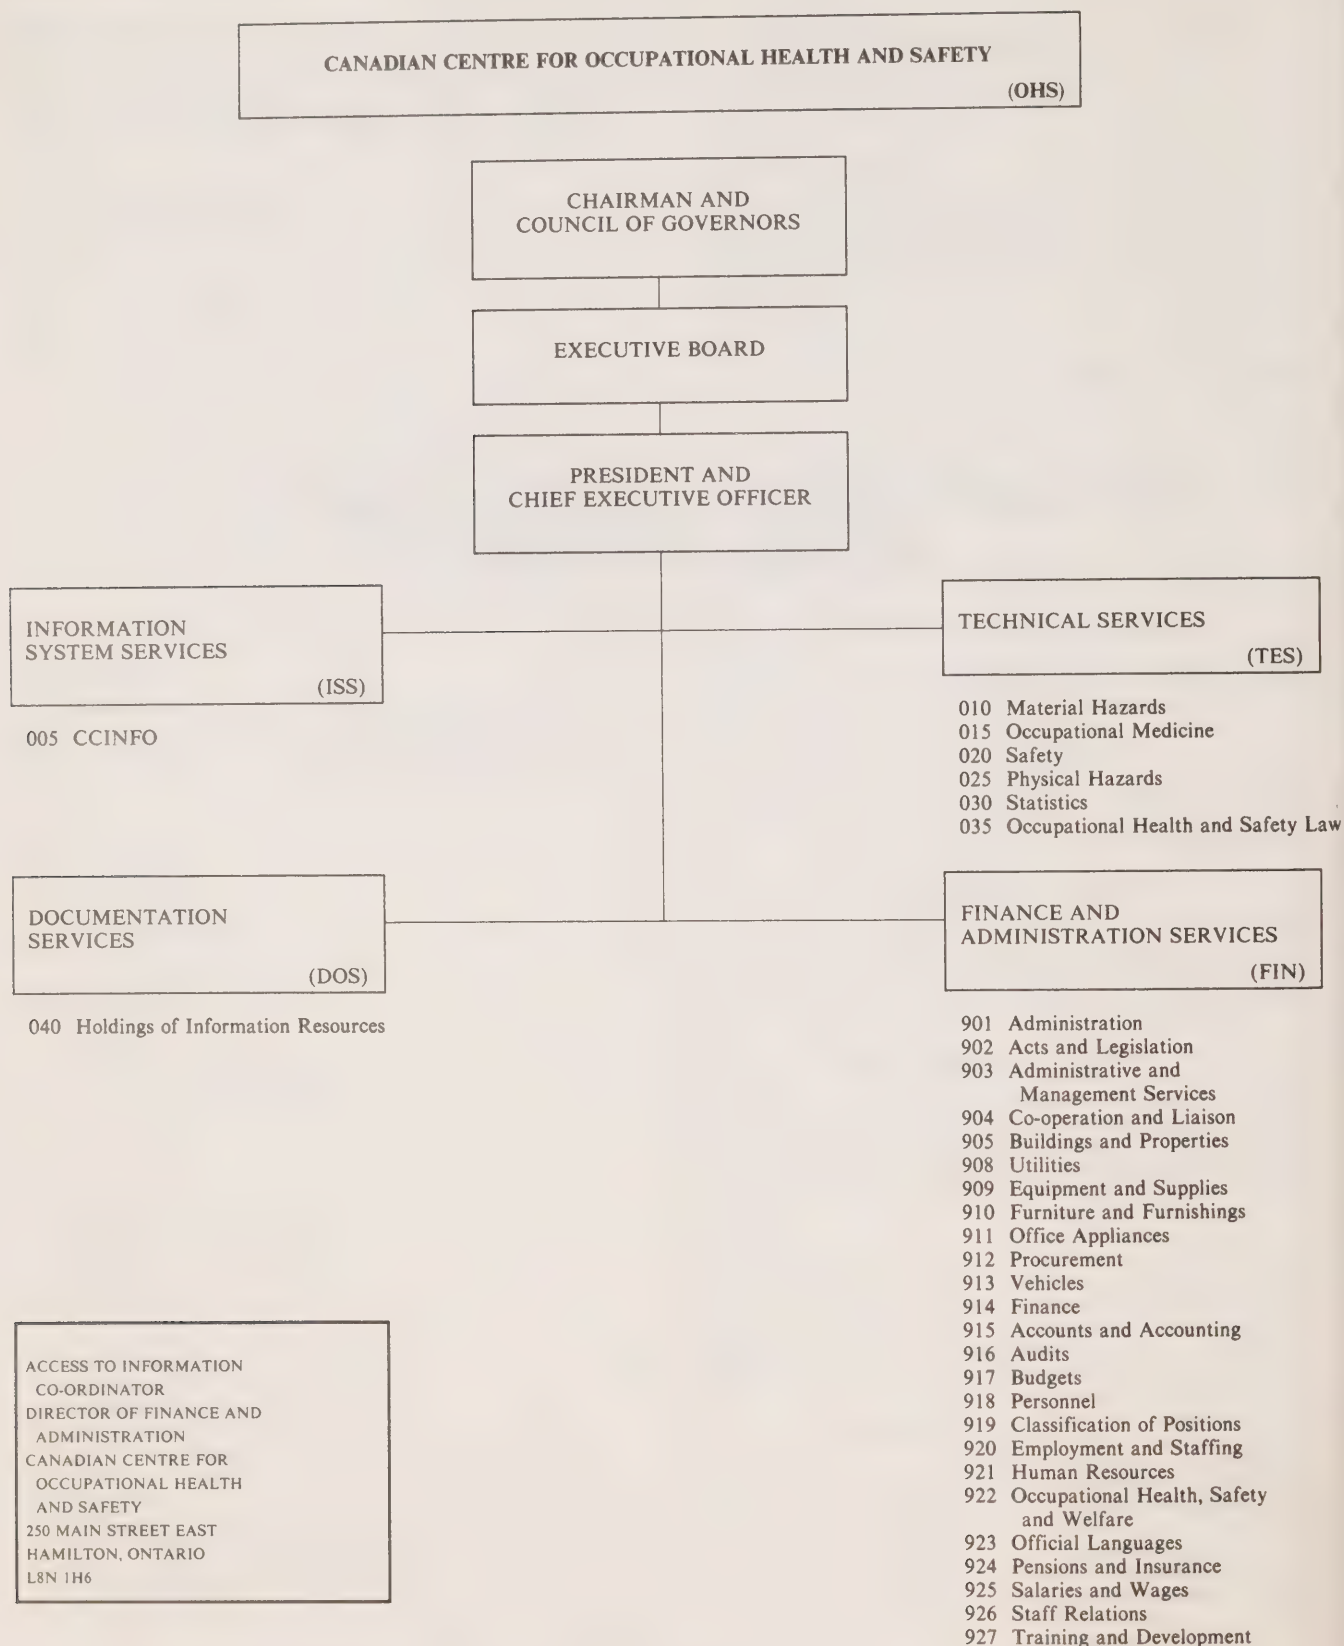 CANADIAN CENTRE FOR OCCUPATIONAL HEALTH AND SAFETY
(OHS)
CHAIRMAN AND
COUNCIL OF GOVERNORS
EXECUTIVE BOARD
PRESIDENT AND
CHIEF EXECUTIVE OFFICER
INFORMATION
SYSTEM SERVICES
(ISS)
005 CCINFO
TECHNICAL SERVICES
(TES)
010 Material Hazards
015 Occupational Medicine
020 Safety
025 Physical Hazards
030 Statistics
035 Occupational Health and Safety Law
DOCUMENTATION
SERVICES
(DOS)
040 Holdings of Information Resources
FINANCE AND
ADMINISTRATION SERVICES
(FIN)
901 Administration
902 Acts and Legislation
903 Administrative and
Management Services
904 Co-operation and Liaison
905 Buildings and Properties
908 Utilities
909 Equipment and Supplies
910 Furniture and Furnishings
911 Office Appliances
912 Procurement
913 Vehicles
914 Finance
915 Accounts and Accounting
916 Audits
917 Budgets
918 Personnel
919 Classification of Positions
920 Employment and Staffing
921 Human Resources
922 Occupational Health, Safety
and Welfare
923 Official Languages
924 Pensions and Insurance
925 Salaries and Wages
926 Staff Relations
927 Training and Development
ACCESS TO INFORMATION
CO-ORDINATOR
DIRECTOR OF FINANCE AND
ADMINISTRATION
CANADIAN CENTRE FOR
OCCUPATIONAL HEALTH
AND SAFETY
250 MAIN STREET EAST
HAMILTON, ONTARIO
L8N 1H6